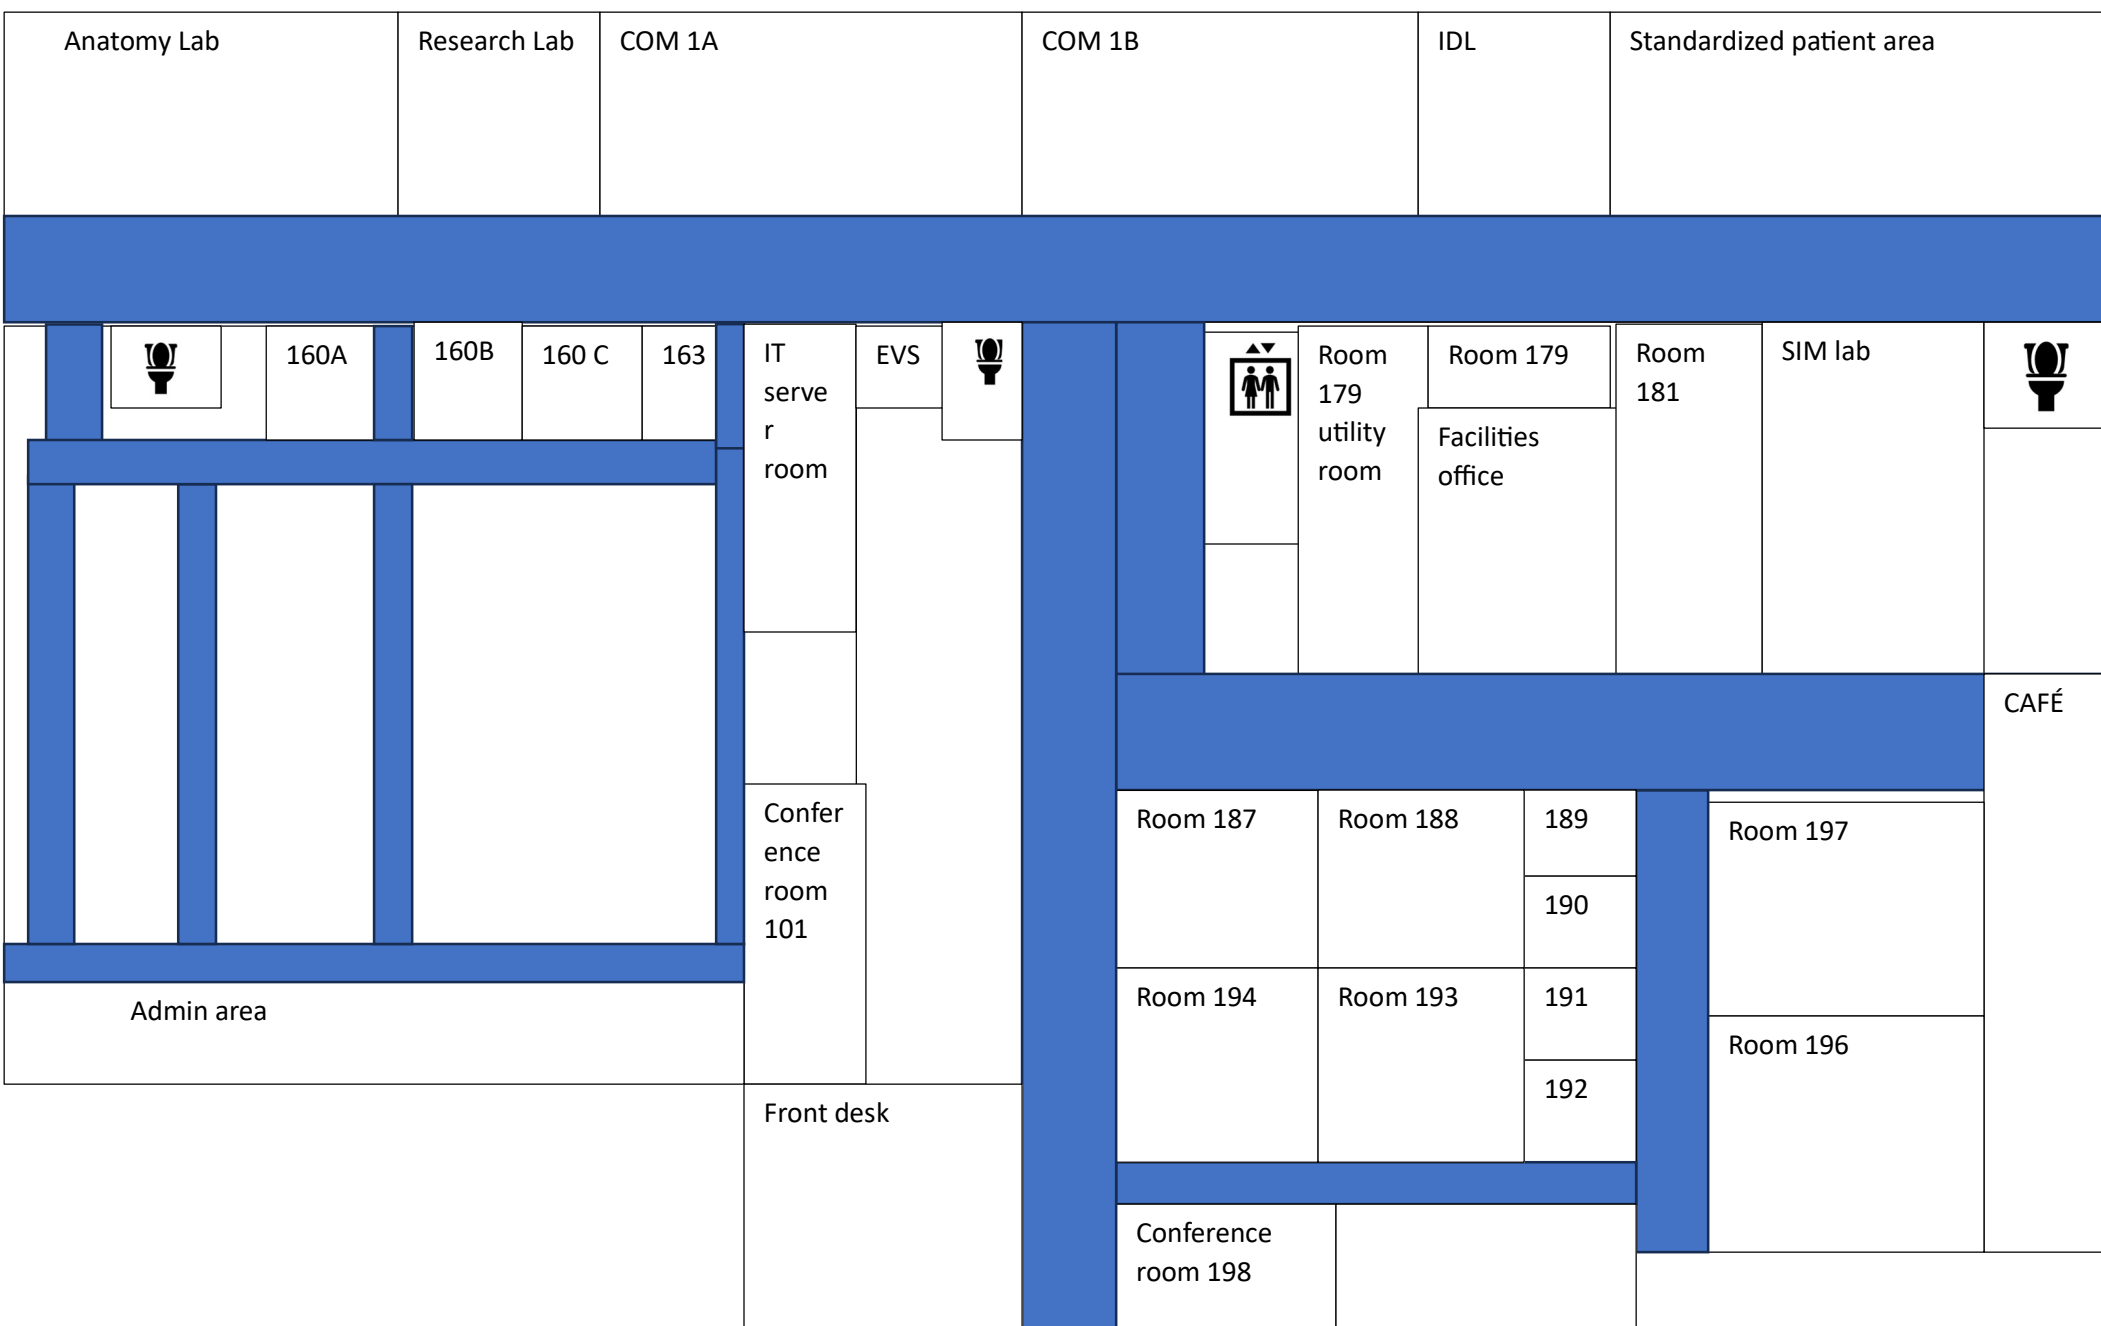 Anatomy Lab
Research Lab
COM 1A
COM 1B
IDL
Standardized patient area
160A
160B
160 C
163
IT
serve
r
room
EVS
Room
179
utility
room
Room 179
Facilities
office
Room
181
SIM lab
CAFÉ
Confer
ence
room
101
Room 187
Room 188
189
190
Room 197
Room 194
Room 193
191
192
Room 196
Admin area
Front desk
Conference
room 198